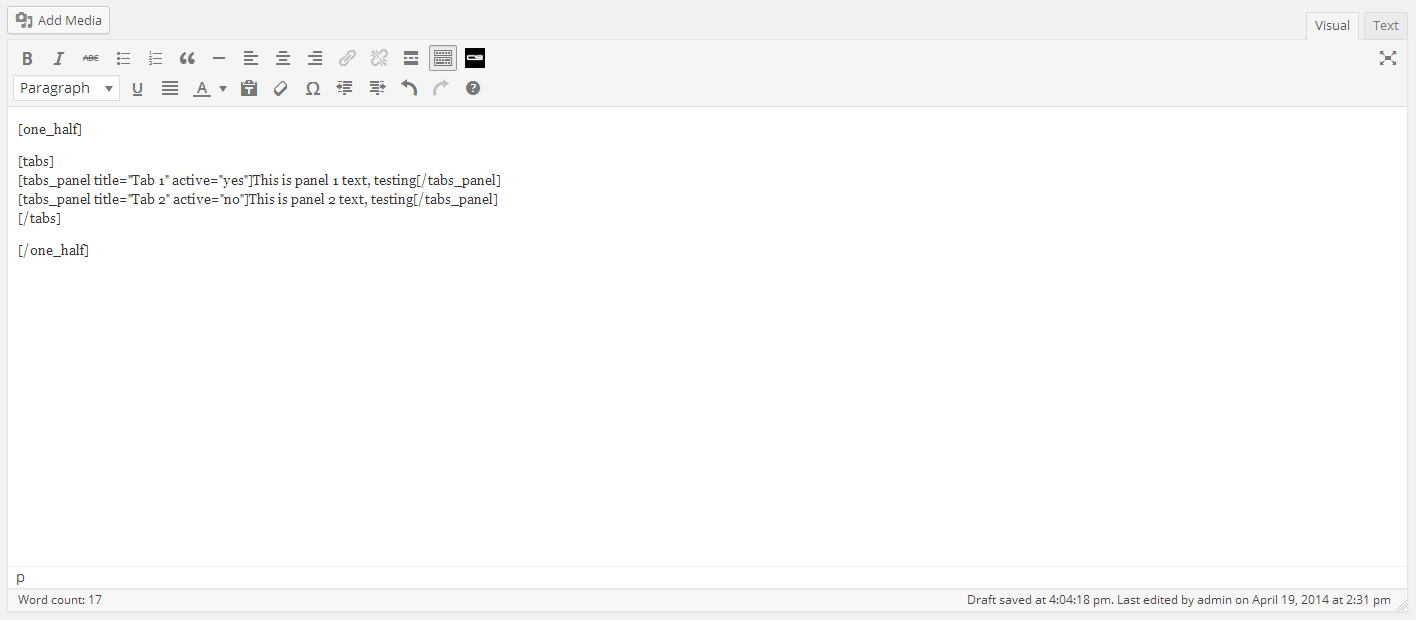 Add Media
Visual Text
B I ABC
Paragraph U A Ω ?
[one_half]
[tabs]
[tabs_panel title="Tab 1" active="yes"]This is panel 1 text, testing[/tabs_panel]
[tabs_panel title="Tab 2" active="no"]This is panel 2 text, testing[/tabs_panel]
[/tabs]
[/one_half]
p
Word count: 17 Draft saved at 4:04:18 pm. Last edited by admin on April 19, 2014 at 2:31 pm